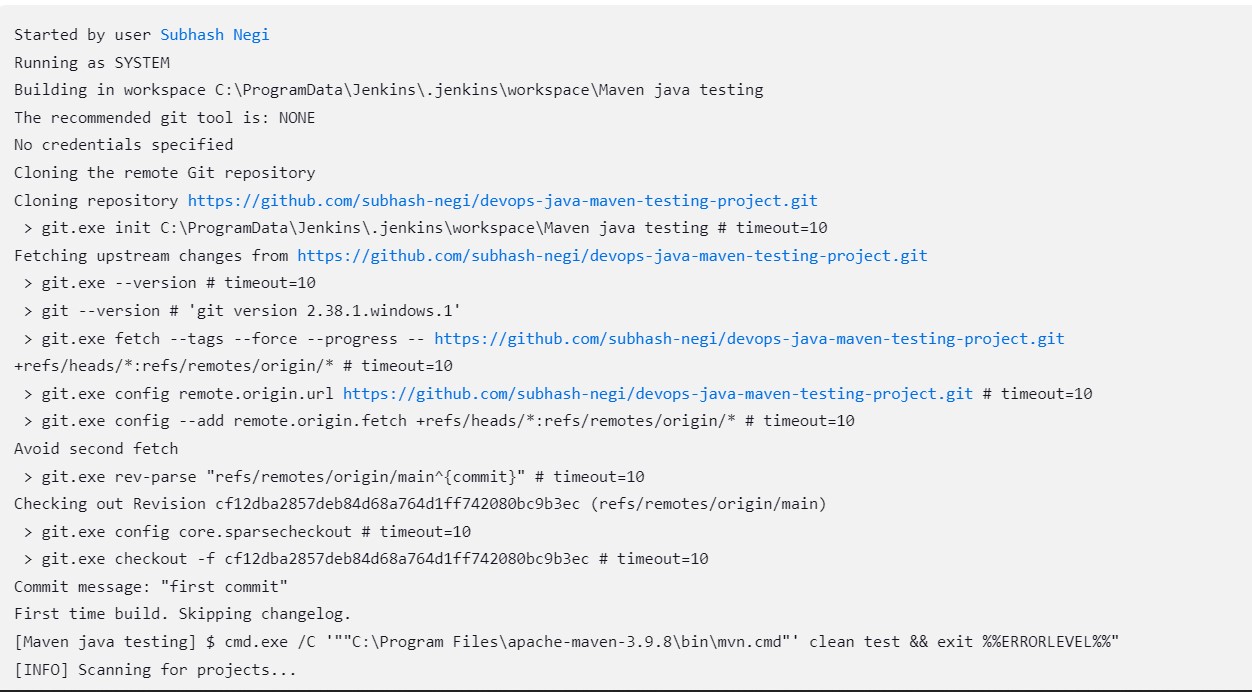 Started by user Subhash Negi
Running as SYSTEM
Building in workspace C:\ProgramData\Jenkins\.jenkins\workspace\Maven java testing
The recommended git tool is: NONE
No credentials specified
Cloning the remote Git repository
Cloning repository https://github.com/subhash-negi/devops-java-maven-testing-project.git
 > git.exe init C:\ProgramData\Jenkins\.jenkins\workspace\Maven java testing # timeout=10
Fetching upstream changes from https://github.com/subhash-negi/devops-java-maven-testing-project.git
 > git.exe --version # timeout=10
 > git --version # 'git version 2.38.1.windows.1'
 > git.exe fetch --tags --force --progress -- https://github.com/subhash-negi/devops-java-maven-testing-project.git
+refs/heads/*:refs/remotes/origin/* # timeout=10
 > git.exe config remote.origin.url https://github.com/subhash-negi/devops-java-maven-testing-project.git # timeout=10
 > git.exe config --add remote.origin.fetch +refs/heads/*:refs/remotes/origin/* # timeout=10
Avoid second fetch
 > git.exe rev-parse "refs/remotes/origin/main^{commit}" # timeout=10
Checking out Revision cf12dba2857deb84d68a764d1ff742080bc9b3ec (refs/remotes/origin/main)
 > git.exe config core.sparsecheckout # timeout=10
 > git.exe checkout -f cf12dba2857deb84d68a764d1ff742080bc9b3ec # timeout=10
Commit message: "first commit"
First time build. Skipping changelog.
[Maven java testing] $ cmd.exe /C '""C:\Program Files\apache-maven-3.9.8\bin\mvn.cmd"' clean test && exit %%ERRORLEVEL%%"
[INFO] Scanning for projects...